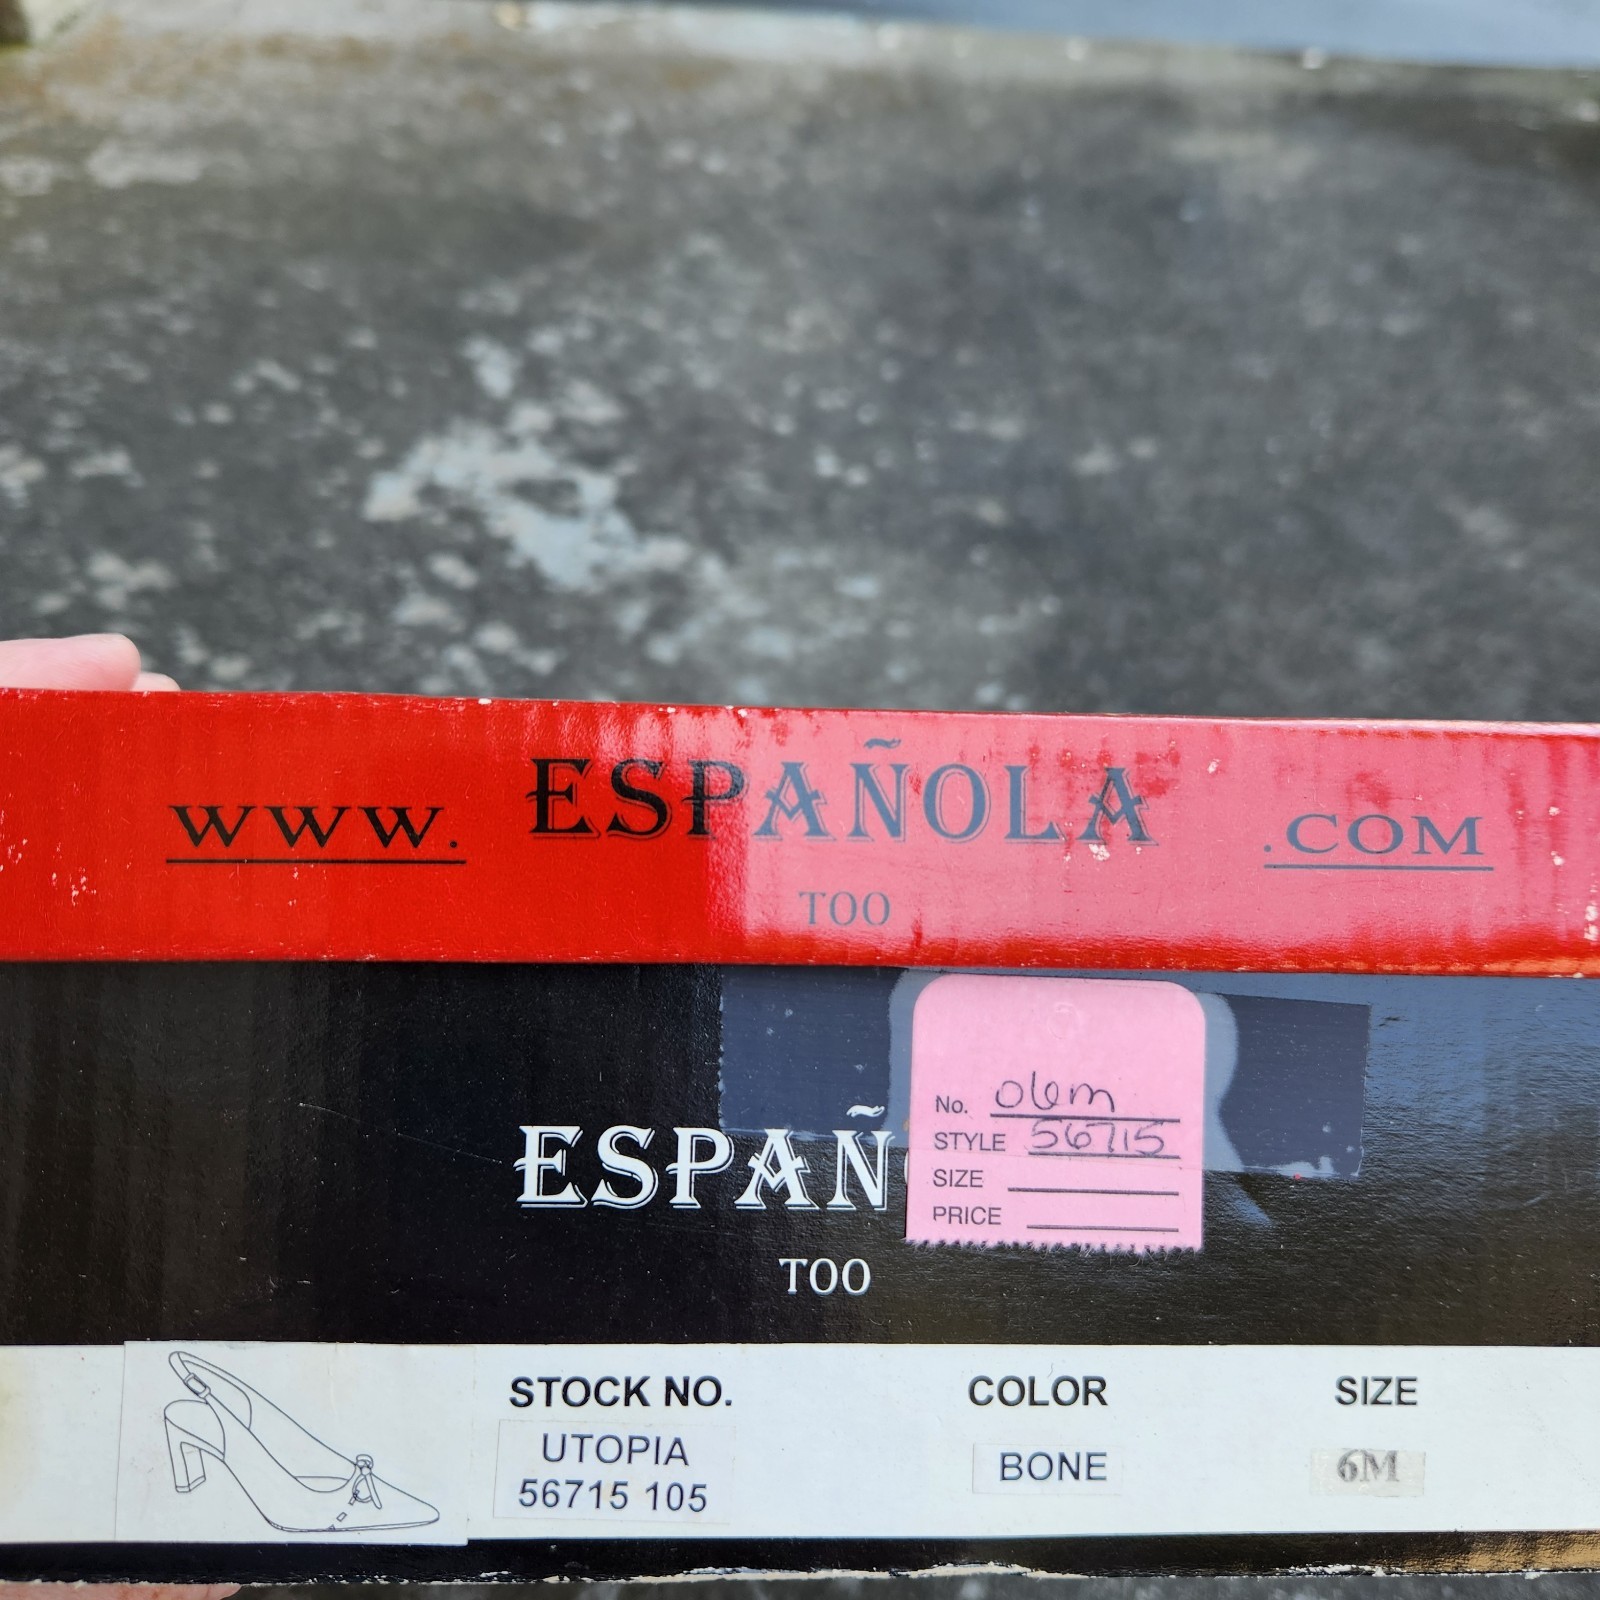 WWW. ESPAÑOLA .COM
TOO
ESPAÑ
TOO
No. 06m
STYLE 56715
SIZE
PRICE
STOCK NO. COLOR SIZE
UTOPIA BONE 6M
56715 105